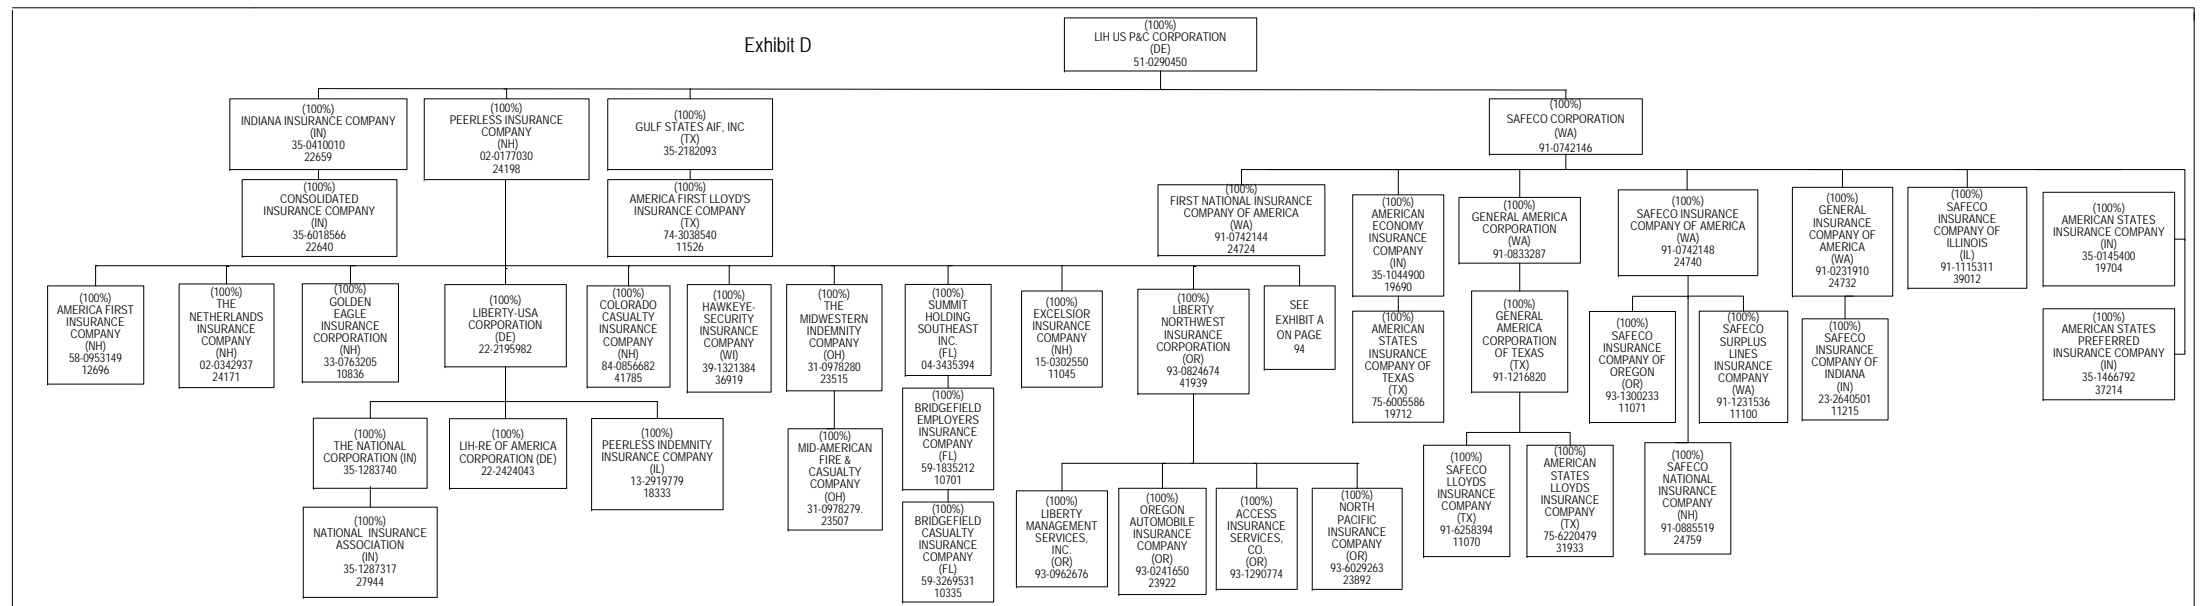 Exhibit D
(100%)
LIH US P&C CORPORATION
(DE)
51-0290450
(100%)
INDIANA INSURANCE COMPANY
(IN)
35-0410010
22659
(100%)
PEERLESS INSURANCE
COMPANY
(NH)
02-0177030
24198
(100%)
GULF STATES AIF, INC
(TX)
35-2182093
(100%)
SAFECO CORPORATION
(WA)
91-0742146
(100%)
CONSOLIDATED
INSURANCE COMPANY
(IN)
35-6018566
22640
(100%)
AMERICA FIRST LLOYD'S
INSURANCE COMPANY
(TX)
74-3038540
11526
(100%)
FIRST NATIONAL INSURANCE
COMPANY OF AMERICA
(WA)
91-0742144
24724
(100%)
AMERICAN
ECONOMY
INSURANCE
COMPANY
(IN)
35-1044900
19690
(100%)
GENERAL AMERICA
CORPORATION
(WA)
91-0833287
(100%)
SAFECO INSURANCE
COMPANY OF AMERICA
(WA)
91-0742148
24740
(100%)
GENERAL
INSURANCE
COMPANY OF
AMERICA
(WA)
91-0231910
24732
(100%)
SAFECO
INSURANCE
COMPANY OF
ILLINOIS
(IL)
91-1115311
39012
(100%)
AMERICAN STATES
INSURANCE COMPANY
(IN)
35-0145400
19704
(100%)
AMERICA FIRST
INSURANCE
COMPANY
(NH)
58-0953149
12696
(100%)
THE
NETHERLANDS
INSURANCE
COMPANY
(NH)
02-0342937
24171
(100%)
GOLDEN
EAGLE
INSURANCE
CORPORATION
(NH)
33-0763205
10836
(100%)
LIBERTY-USA
CORPORATION
(DE)
22-2195982
(100%)
COLORADO
CASUALTY
INSURANCE
COMPANY
(NH)
84-0856682
41785
(100%)
HAWKEYE-
SECURITY
INSURANCE
COMPANY
(WI)
39-1321384
36919
(100%)
THE
MIDWESTERN
INDEMNITY
COMPANY
(OH)
31-0978280
23515
(100%)
SUMMIT
HOLDING
SOUTHEAST
INC.
(FL)
04-3435394
(100%)
EXCELSIOR
INSURANCE
COMPANY
(NH)
15-0302550
11045
(100%)
LIBERTY
NORTHWEST
INSURANCE
CORPORATION
(OR)
93-0824674
41939
SEE
EXHIBIT A
ON PAGE
94
(100%)
AMERICAN
STATES
INSURANCE
COMPANY OF
TEXAS
(TX)
75-6005586
19712
(100%)
GENERAL
AMERICA
CORPORATION
OF TEXAS
(TX)
91-1216820
(100%)
SAFECO
INSURANCE
COMPANY OF
OREGON
(OR)
93-1300233
11071
(100%)
SAFECO
SURPLUS
LINES
INSURANCE
COMPANY
(WA)
91-1231536
11100
(100%)
SAFECO
INSURANCE
COMPANY OF
INDIANA
(IN)
23-2640501
11215
(100%)
AMERICAN STATES
PREFERRED
INSURANCE COMPANY
(IN)
35-1466792
37214
(100%)
THE NATIONAL
CORPORATION (IN)
35-1283740
(100%)
LIH-RE OF AMERICA
CORPORATION (DE)
22-2424043
(100%)
PEERLESS INDEMNITY
INSURANCE COMPANY
(IL)
13-2919779
18333
(100%)
MID-AMERICAN
FIRE &
CASUALTY
COMPANY
(OH)
31-0978279.
23507
(100%)
BRIDGEFIELD
EMPLOYERS
INSURANCE
COMPANY
(FL)
59-1835212
10701
(100%)
NATIONAL INSURANCE
ASSOCIATION
(IN)
35-1287317
27944
(100%)
BRIDGEFIELD
CASUALTY
INSURANCE
COMPANY
(FL)
59-3269531
10335
(100%)
LIBERTY
MANAGEMENT
SERVICES,
INC.
(OR)
93-0962676
(100%)
OREGON
AUTOMOBILE
INSURANCE
COMPANY
(OR)
93-0241650
23922
(100%)
ACCESS
INSURANCE
SERVICES,
CO.
(OR)
93-1290774
(100%)
NORTH
PACIFIC
INSURANCE
COMPANY
(OR)
93-6029263
23892
(100%)
SAFECO
LLOYDS
INSURANCE
COMPANY
(TX)
91-6258394
11070
(100%)
AMERICAN
STATES
LLOYDS
INSURANCE
COMPANY
(TX)
75-6220479
31933
(100%)
SAFECO
NATIONAL
INSURANCE
COMPANY
(NH)
91-0885519
24759